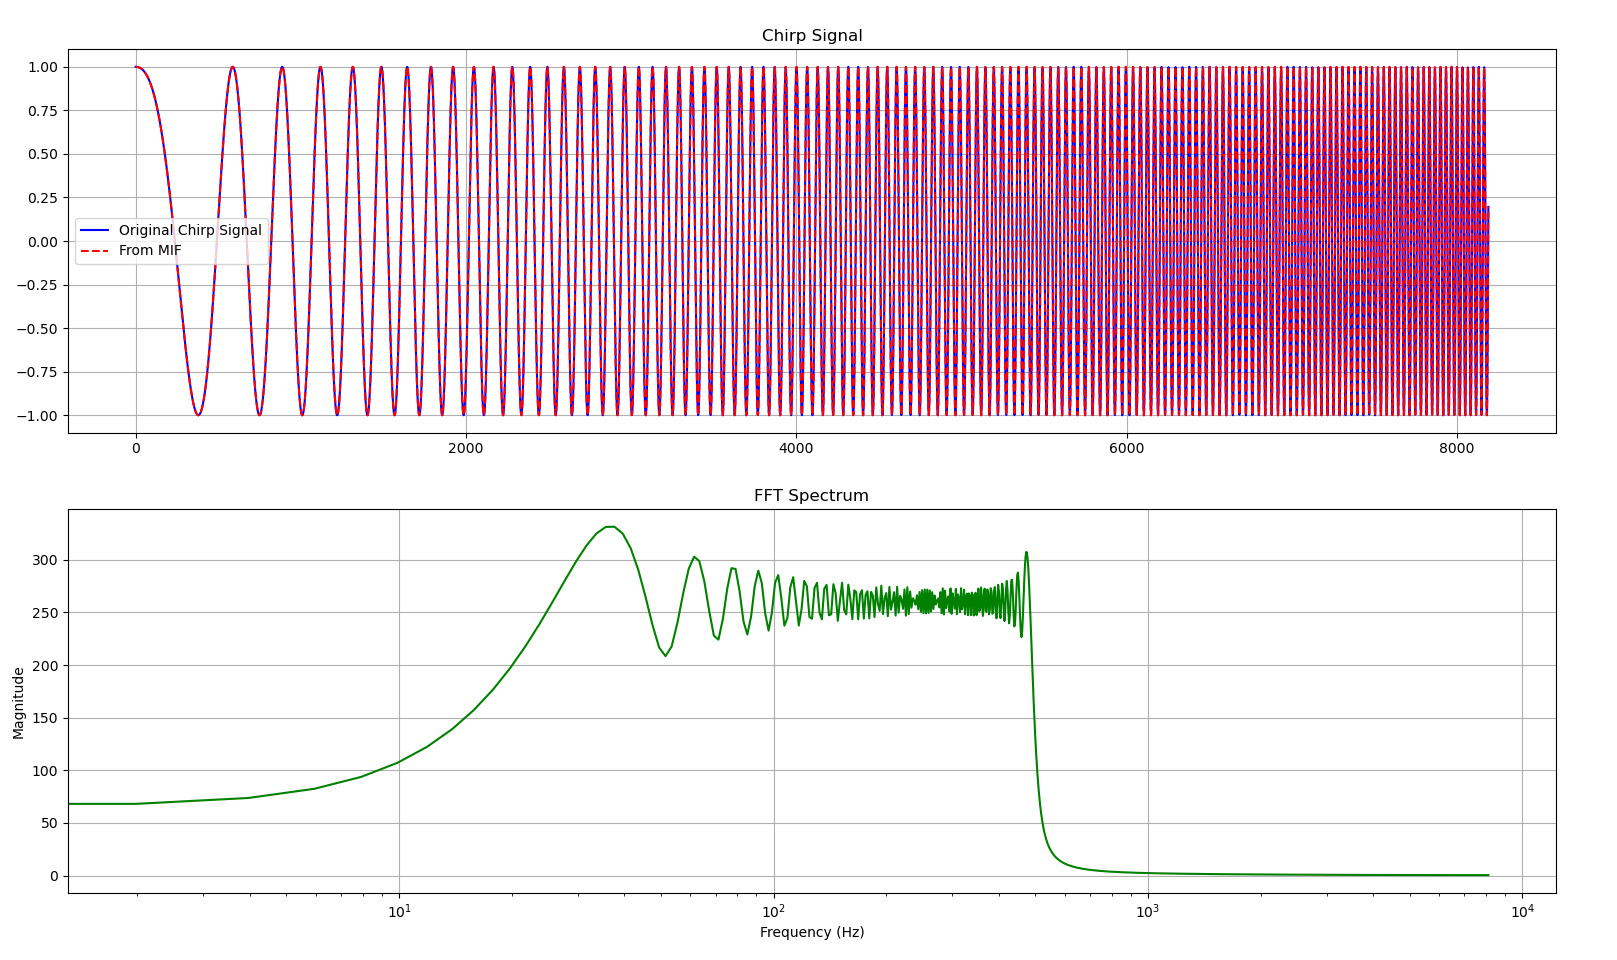 Chirp Signal
1.00
0.75
0.50
0.25
0.00
−0.25
−0.50
−0.75
−1.00
Original Chirp Signal
From MIF
0 2000 4000 6000 8000
FFT Spectrum
Magnitude
300
250
200
150
100
50
0
10¹ 10² 10³ 10⁴
Frequency (Hz)